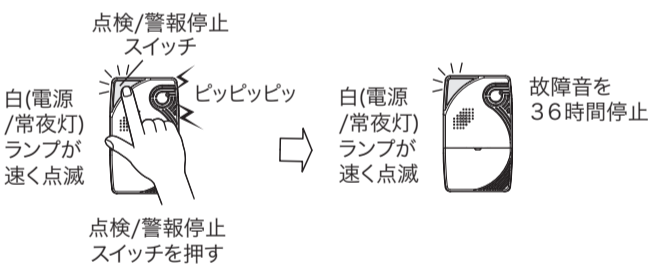 点検/警報停止
スイッチ
白(電源
/常夜灯)
ランプが
速く点滅
ピッピッピッ
点検/警報停止
スイッチを押す
白(電源
/常夜灯)
ランプが
速く点滅
故障音を
36時間停止